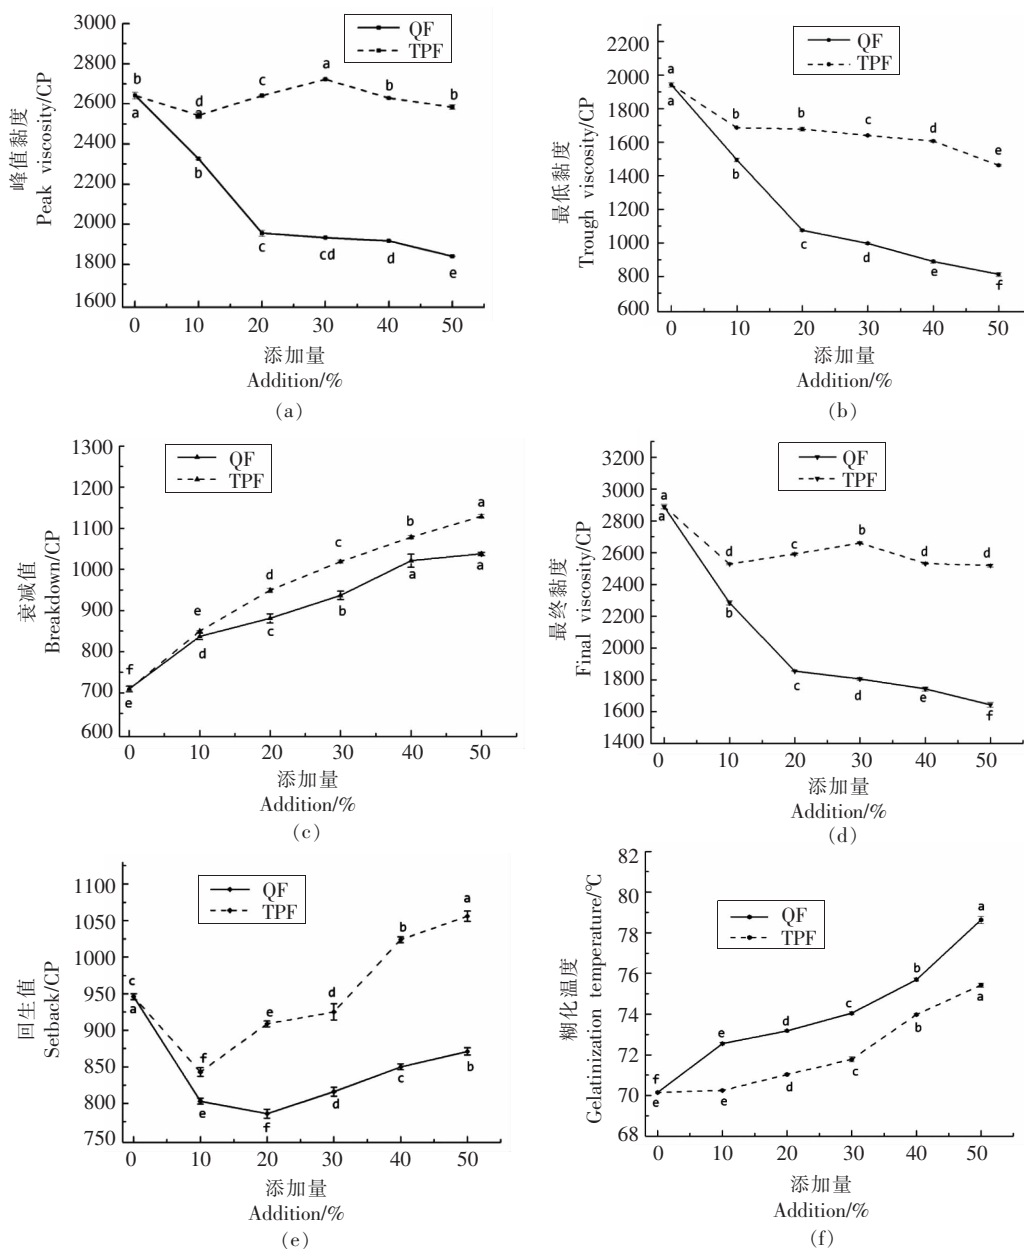 3000
2800
2600
2400
2200
2000
1800
1600
峰值黏度
Peak viscosity/CP
QF
TPF
b
a
d
a
b
c
c
a
cd
b
d
b
e
0 10 20 30 40 50
添加量
Addition/%
(a)
2200
2000
1800
1600
1400
1200
1000
800
600
最低黏度
Trough viscosity/CP
QF
TPF
a
a
b
b
b
c
c
d
d
e
e
f
0 10 20 30 40 50
添加量
Addition/%
(b)
1300
1200
1100
1000
900
800
700
600
衰减值
Breakdown/CP
QF
TPF
f
e
e
d
d
c
c
b
b
a
a
a
0 10 20 30 40 50
添加量
Addition/%
(c)
3200
3000
2800
2600
2400
2200
2000
1800
1600
1400
最终黏度
Final viscosity/CP
QF
TPF
a
a
d
b
c
c
b
d
d
e
d
f
0 10 20 30 40 50
添加量
Addition/%
(d)
1100
1050
1000
950
900
850
800
750
回生值
Setback/CP
QF
TPF
c
a
f
e
e
f
d
d
b
c
a
b
0 10 20 30 40 50
添加量
Addition/%
(e)
82
80
78
76
74
72
70
68
糊化温度
Gelatinization temperature/℃
QF
TPF
f
e
e
e
d
d
c
c
b
b
a
a
0 10 20 30 40 50
添加量
Addition/%
(f)